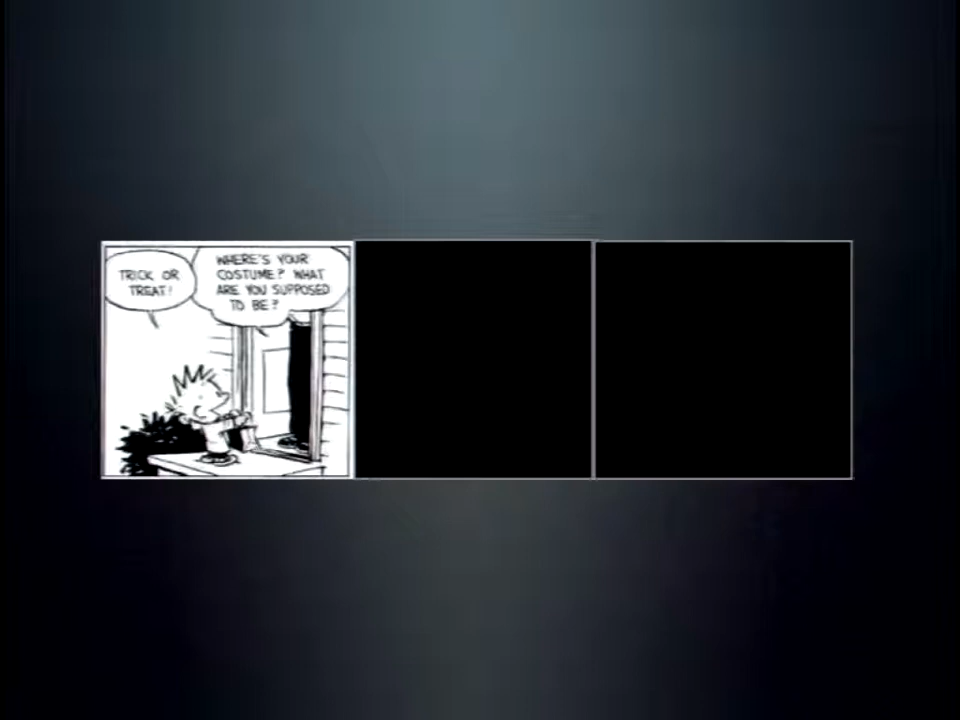 TRICK OR
TREAT!
WHERE'S YOUR
COSTUME? WHAT
ARE YOU SUPPOSED
TO BE?